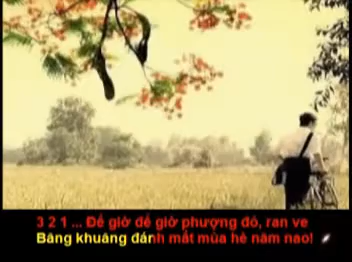 3 2 1 ... Để giờ để giờ phượng đỏ, ran ve
Bâng khuâng đánh mất mùa hè năm nao!